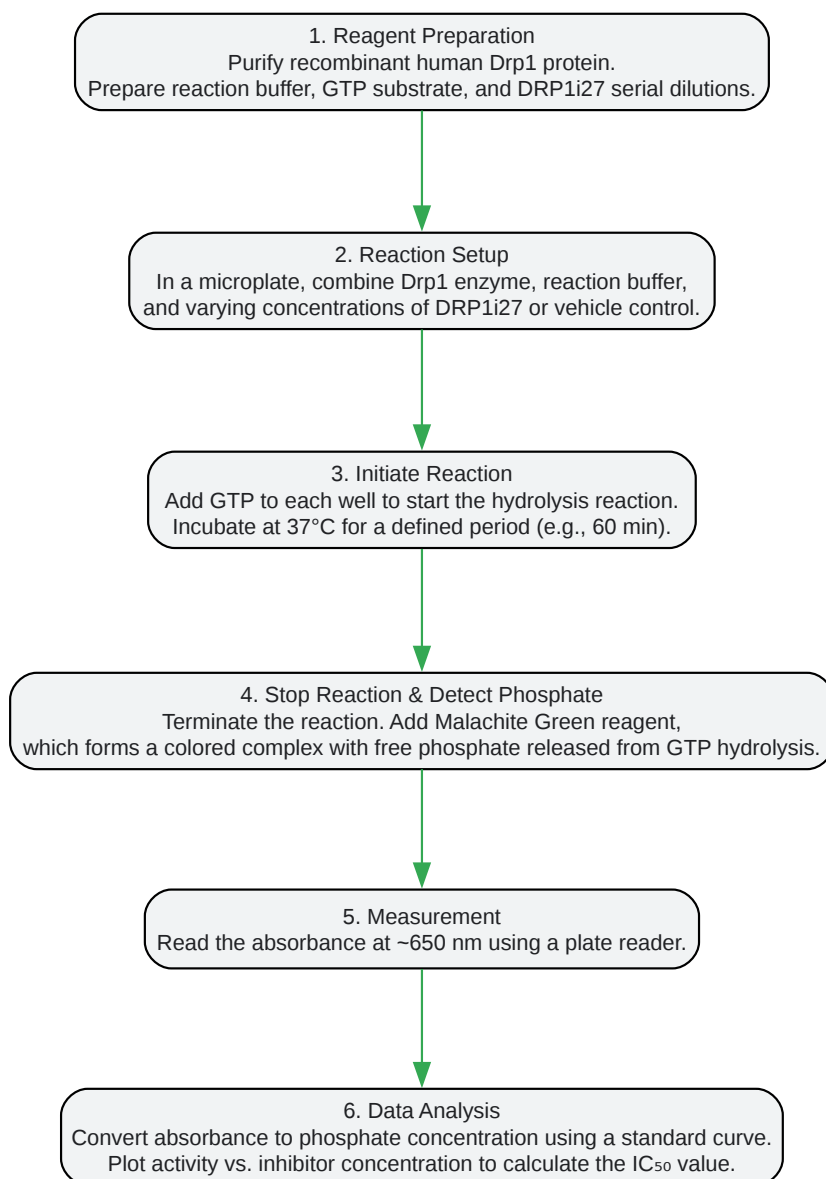 1. Reagent Preparation
Purify recombinant human Drp1 protein.
Prepare reaction buffer, GTP substrate, and DRP1i27 serial dilutions.
2. Reaction Setup
In a microplate, combine Drp1 enzyme, reaction buffer,
and varying concentrations of DRP1i27 or vehicle control.
3. Initiate Reaction
Add GTP to each well to start the hydrolysis reaction.
Incubate at 37°C for a defined period (e.g., 60 min).
4. Stop Reaction & Detect Phosphate
Terminate the reaction. Add Malachite Green reagent,
which forms a colored complex with free phosphate released from GTP hydrolysis.
5. Measurement
Read the absorbance at ~650 nm using a plate reader.
6. Data Analysis
Convert absorbance to phosphate concentration using a standard curve.
Plot activity vs. inhibitor concentration to calculate the IC₅₀ value.